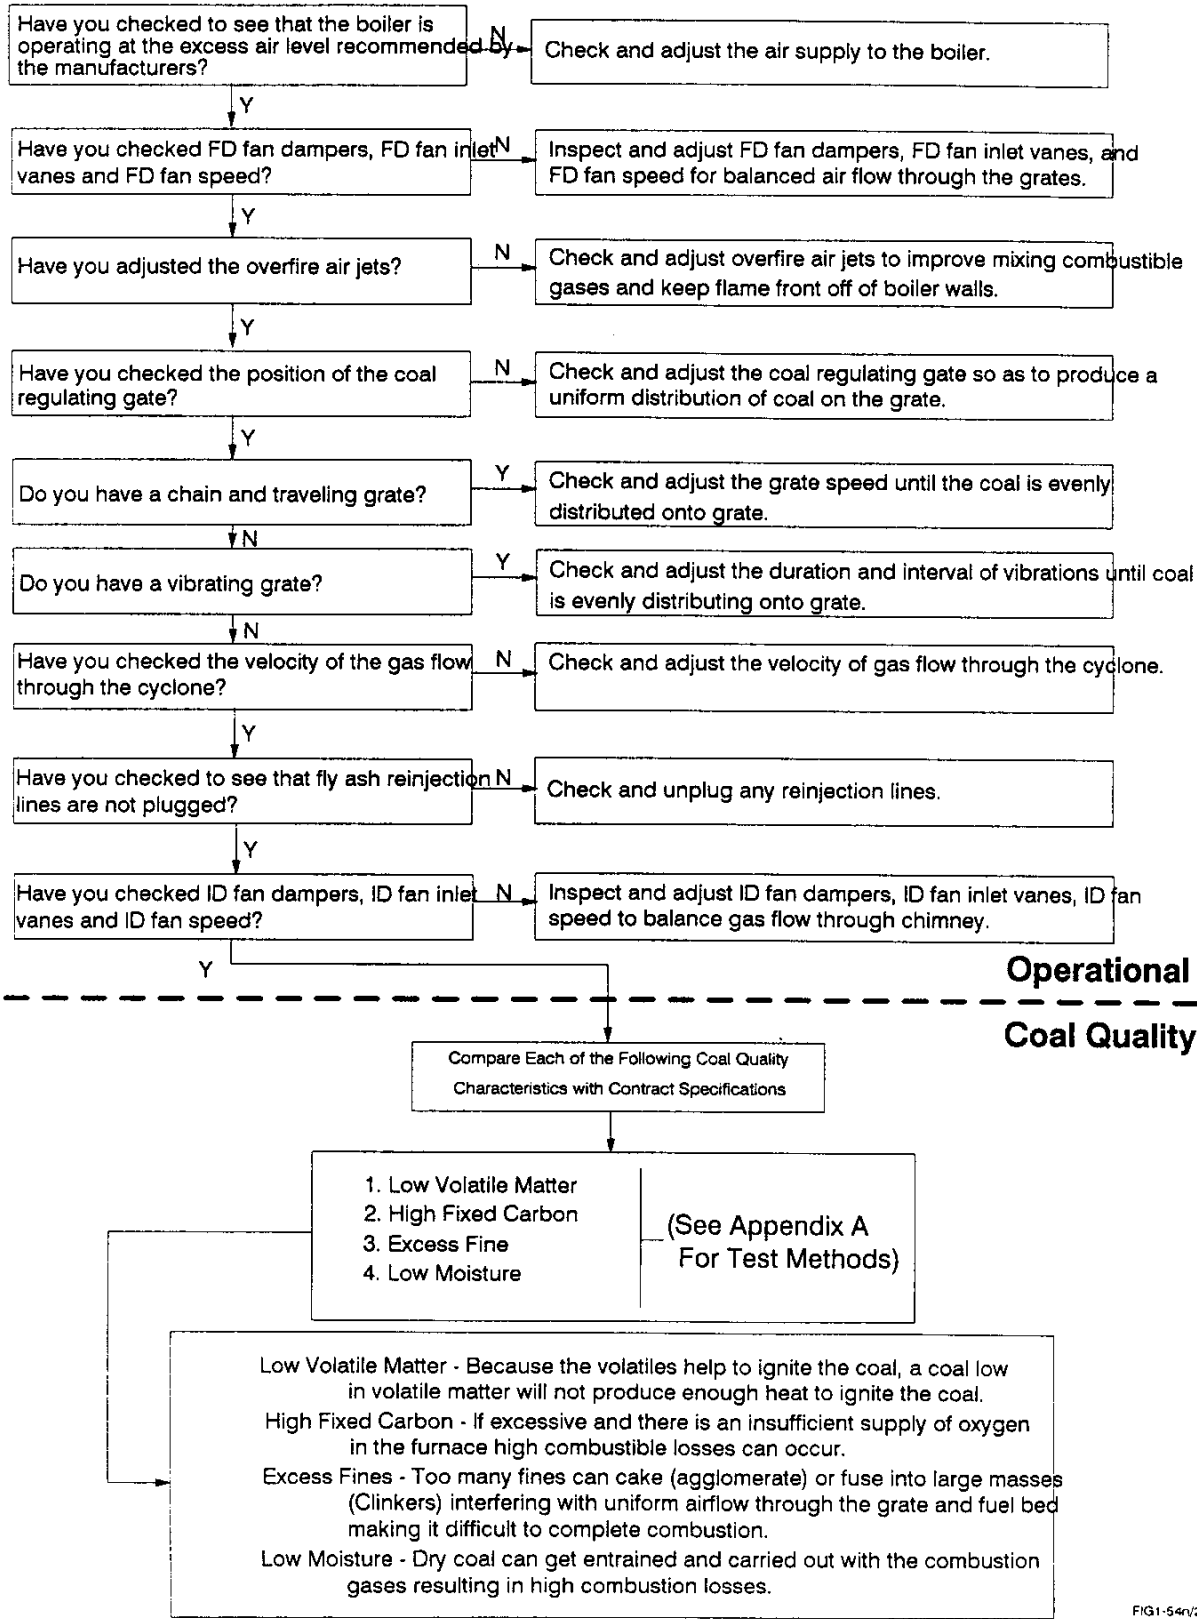 Have you checked to see that the boiler is
operating at the excess air level recommended by
the manufacturers?
N
Check and adjust the air supply to the boiler.
Y
Have you checked FD fan dampers, FD fan inlet
vanes and FD fan speed?
N
Inspect and adjust FD fan dampers, FD fan inlet vanes, and
FD fan speed for balanced air flow through the grates.
Y
Have you adjusted the overfire air jets?
N
Check and adjust overfire air jets to improve mixing combustible
gases and keep flame front off of boiler walls.
Y
Have you checked the position of the coal
regulating gate?
N
Check and adjust the coal regulating gate so as to produce a
uniform distribution of coal on the grate.
Y
Do you have a chain and traveling grate?
Y
Check and adjust the grate speed until the coal is evenly
distributed onto grate.
N
Do you have a vibrating grate?
Y
Check and adjust the duration and interval of vibrations until coal
is evenly distributing onto grate.
N
Have you checked the velocity of the gas flow
through the cyclone?
N
Check and adjust the velocity of gas flow through the cyclone.
Y
Have you checked to see that fly ash reinjection
lines are not plugged?
N
Check and unplug any reinjection lines.
Y
Have you checked ID fan dampers, ID fan inlet
vanes and ID fan speed?
N
Inspect and adjust ID fan dampers, ID fan inlet vanes, ID fan
speed to balance gas flow through chimney.
Y
Operational
Coal Quality
Compare Each of the Following Coal Quality
Characteristics with Contract Specifications
1. Low Volatile Matter
2. High Fixed Carbon
3. Excess Fine
4. Low Moisture
(See Appendix A
For Test Methods)
Low Volatile Matter - Because the volatiles help to ignite the coal, a coal low
in volatile matter will not produce enough heat to ignite the coal.
High Fixed Carbon - If excessive and there is an insufficient supply of oxygen
in the furnace high combustible losses can occur.
Excess Fines - Too many fines can cake (agglomerate) or fuse into large masses
(Clinkers) interfering with uniform airflow through the grate and fuel bed
making it difficult to complete combustion.
Low Moisture - Dry coal can get entrained and carried out with the combustion
gases resulting in high combustion losses.